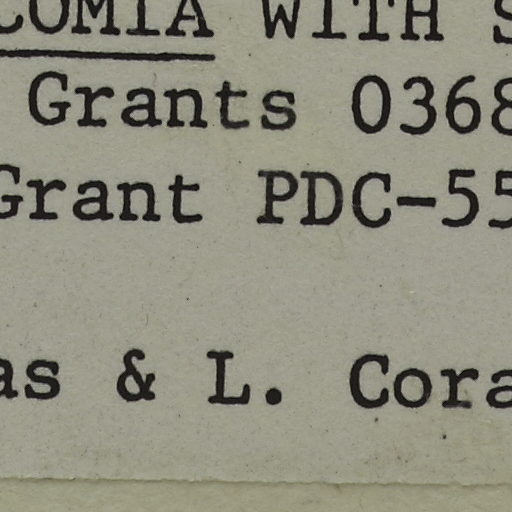 COMIA WITH S
Grants 0368
Grant PDC-55
as & L. Cora